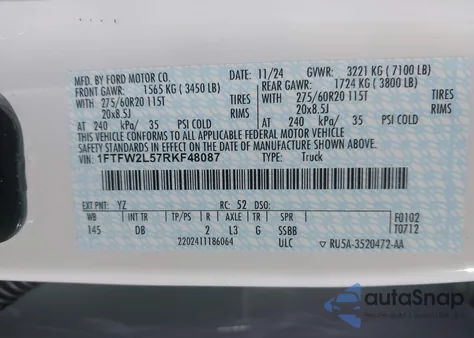 MFD. BY FORD MOTOR CO.
11/24 GVWR: 3221 KG ( 7100 LB)
FRONT GAWR: 1565 KG ( 3450 LB)
REAR GAWR: 1724 KG ( 3800 LB)
WITH 275/60R20 115T TIRES
20x8.5J RIMS
AT 240 kPa/ 35 PSI COLD
WITH 275/60R20 115T TIRES
20x8.5J RIMS
AT 240 kPa/ 35 PSI COLD
THIS VEHICLE CONFORMS TO ALL APPLICABLE FEDERAL MOTOR VEHICLE
SAFETY STANDARDS IN EFFECT ON THE DATE OF MANUFACTURE SHOWN ABOVE.
VIN: 1FTFW2L57RKF48087 TYPE: Truck
EXT PNT: YZ RC: 52 DSO:
WB INT TR TP/PS R AXLE TR SPR F0102
145 DB 2 L3 G SSBB T0712
2202411186064 ULC ▼ RU5A-3520472-AA
autoSnap